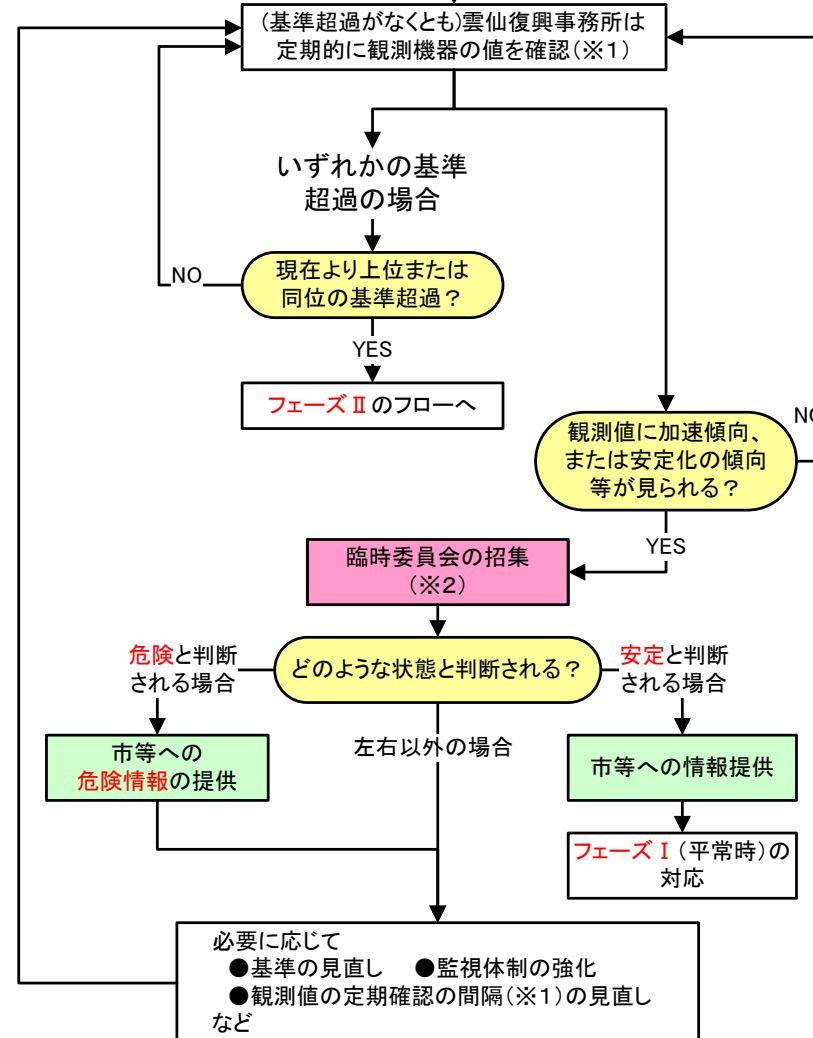 (基準超過がなくとも)雲仙復興事務所は
定期的に観測機器の値を確認(※1)
いずれかの基準
超過の場合
現在より上位または
同位の基準超過？
NO
YES
フェーズⅡのフローへ
観測値に加速傾向、
または安定化の傾向
等が見られる？
NO
YES
臨時委員会の招集
(※2)
どのような状態と判断される？
危険と判断
される場合
安定と判断
される場合
左右以外の場合
市等への
危険情報の提供
市等への情報提供
フェーズⅠ(平常時)の
対応
必要に応じて
●基準の見直し ●監視体制の強化
●観測値の定期確認の間隔(※1)の見直し
など